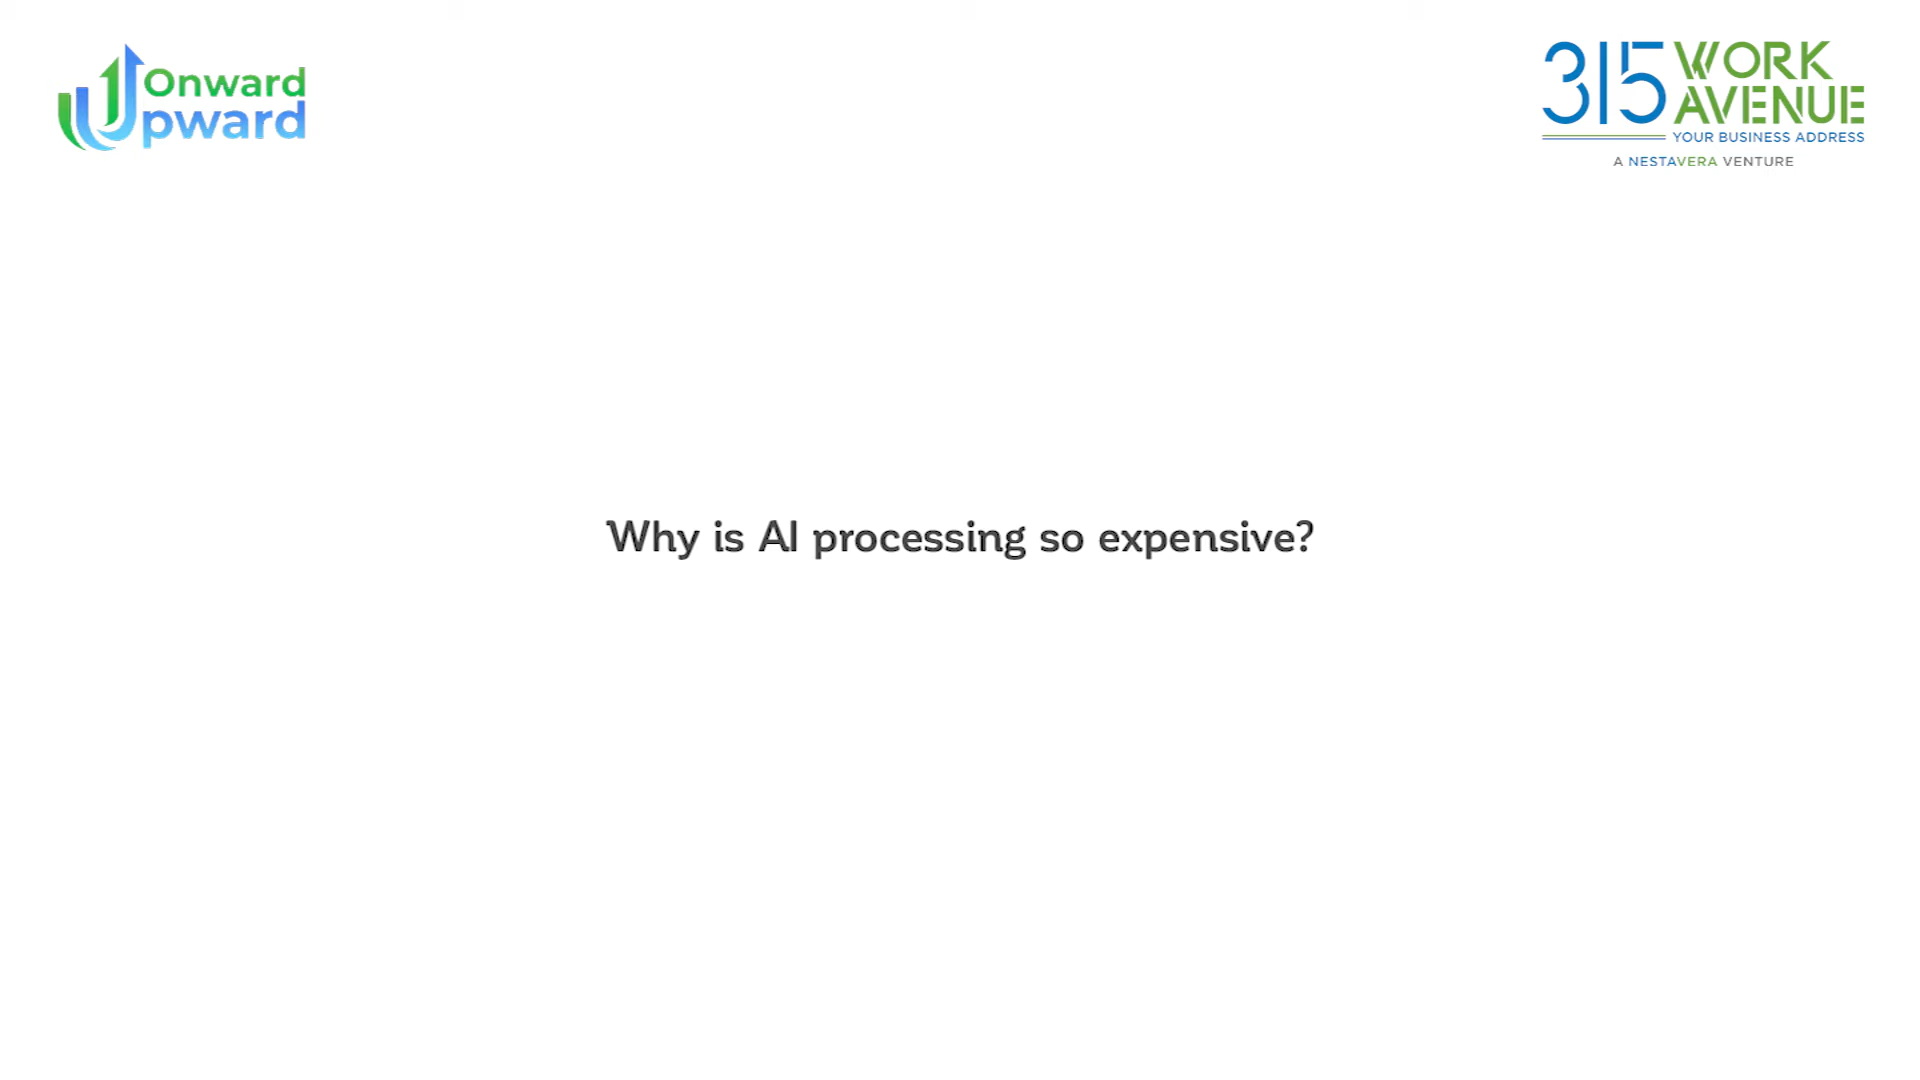 Onward
Upward
315 WORK
AVENUE
YOUR BUSINESS ADDRESS
A NESTAVERA VENTURE
Why is AI processing so expensive?